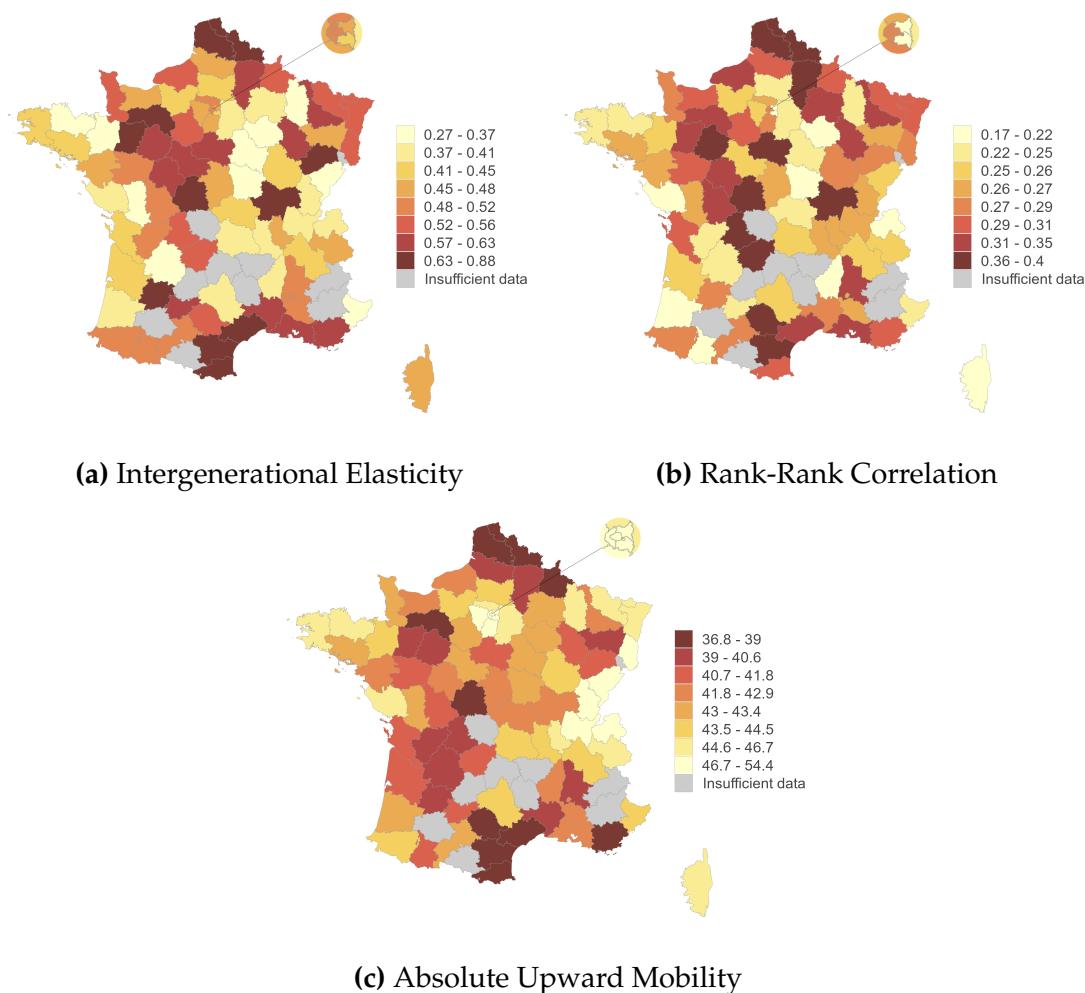 0.27 - 0.37
0.37 - 0.41
0.41 - 0.45
0.45 - 0.48
0.48 - 0.52
0.52 - 0.56
0.57 - 0.63
0.63 - 0.88
Insufficient data
(a) Intergenerational Elasticity
0.17 - 0.22
0.22 - 0.25
0.25 - 0.26
0.26 - 0.27
0.27 - 0.29
0.29 - 0.31
0.31 - 0.35
0.36 - 0.4
Insufficient data
(b) Rank-Rank Correlation
36.8 - 39
39 - 40.6
40.7 - 41.8
41.8 - 42.9
43 - 43.4
43.5 - 44.5
44.6 - 46.7
46.7 - 54.4
Insufficient data
(c) Absolute Upward Mobility